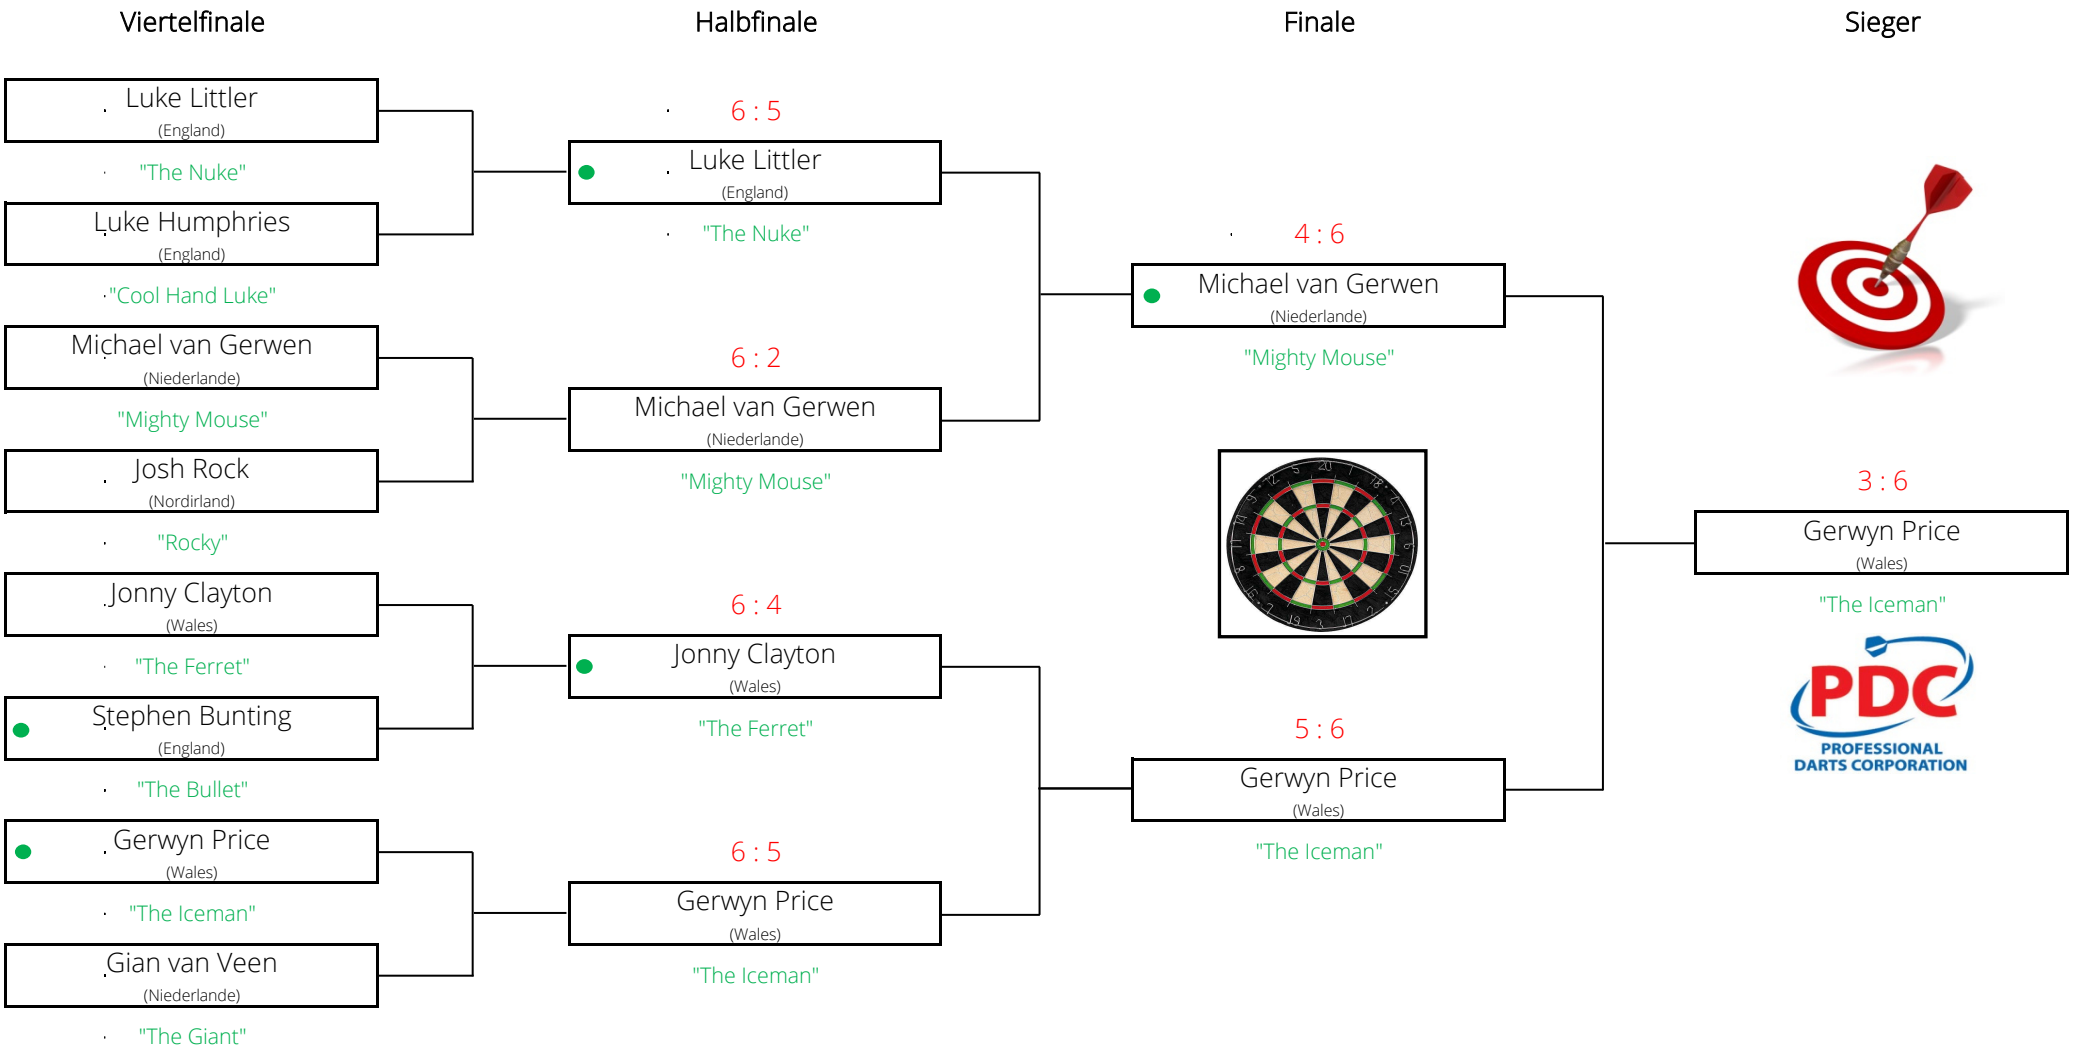 Viertelfinale
Halbfinale
Finale
Sieger
Luke Littler
(England)
"The Nuke"
Luke Humphries
(England)
"Cool Hand Luke"
Michael van Gerwen
(Niederlande)
"Mighty Mouse"
Josh Rock
(Nordirland)
"Rocky"
Jonny Clayton
(Wales)
"The Ferret"
Stephen Bunting
(England)
"The Bullet"
Gerwyn Price
(Wales)
"The Iceman"
Gian van Veen
(Niederlande)
"The Giant"
6 : 5
Luke Littler
(England)
"The Nuke"
6 : 2
Michael van Gerwen
(Niederlande)
"Mighty Mouse"
6 : 4
Jonny Clayton
(Wales)
"The Ferret"
6 : 5
Gerwyn Price
(Wales)
"The Iceman"
4 : 6
Michael van Gerwen
(Niederlande)
"Mighty Mouse"
5 : 6
Gerwyn Price
(Wales)
"The Iceman"
3 : 6
Gerwyn Price
(Wales)
"The Iceman"
PDC
PROFESSIONAL
DARTS CORPORATION